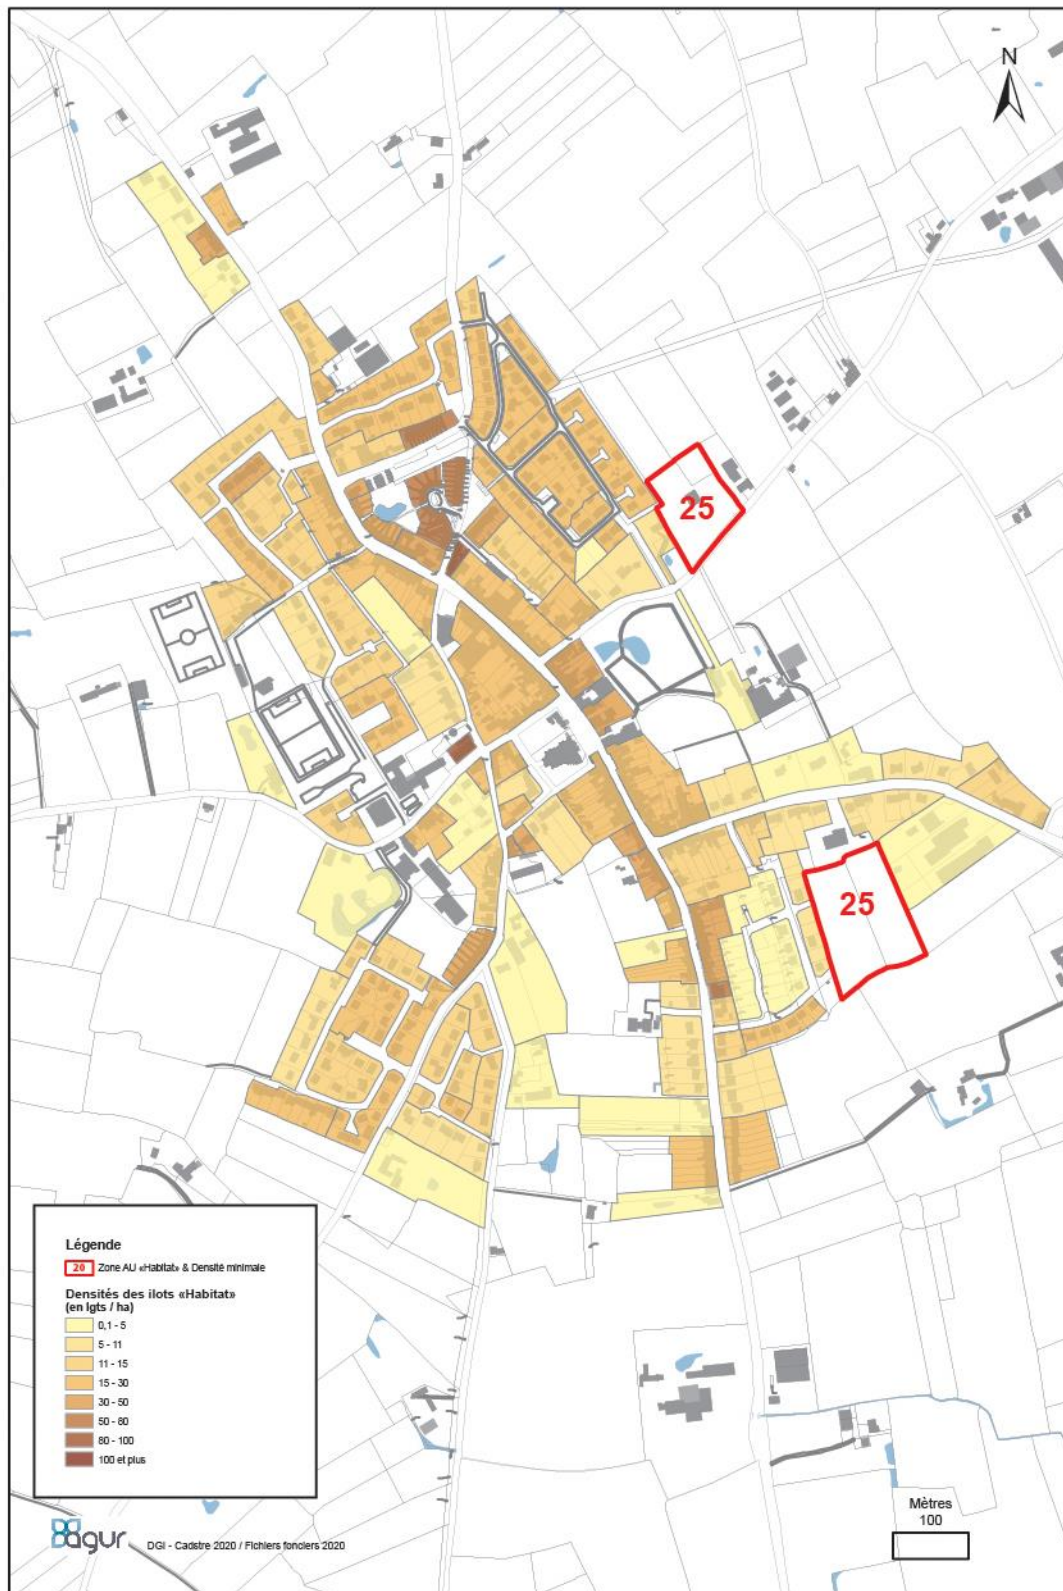 N
25
25
Légende
20 Zone AU «Habitat» & Densité minimale
Densités des ilots «Habitat»
(en lgts / ha)
0,1 - 5
5 - 11
11 - 15
15 - 30
30 - 50
50 - 80
80 - 100
100 et plus
agur DGI - Cadstre 2020 / Fichiers fonciers 2020
Mètres
100